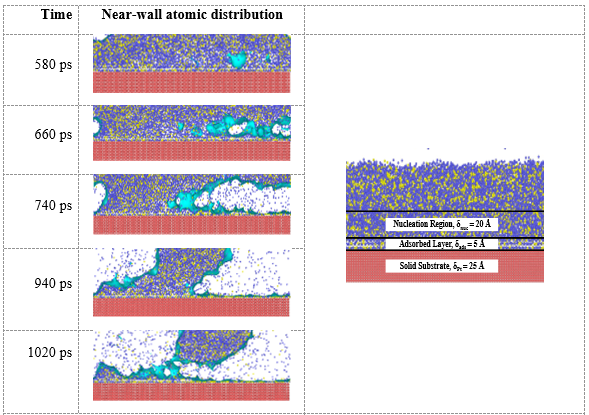 Time
Near-wall atomic distribution
580 ps
660 ps
740 ps
940 ps
1020 ps
Nucleation Region, δnuc = 20 Å
Adsorbed Layer, δads = 5 Å
Solid Substrate, δPt = 25 Å